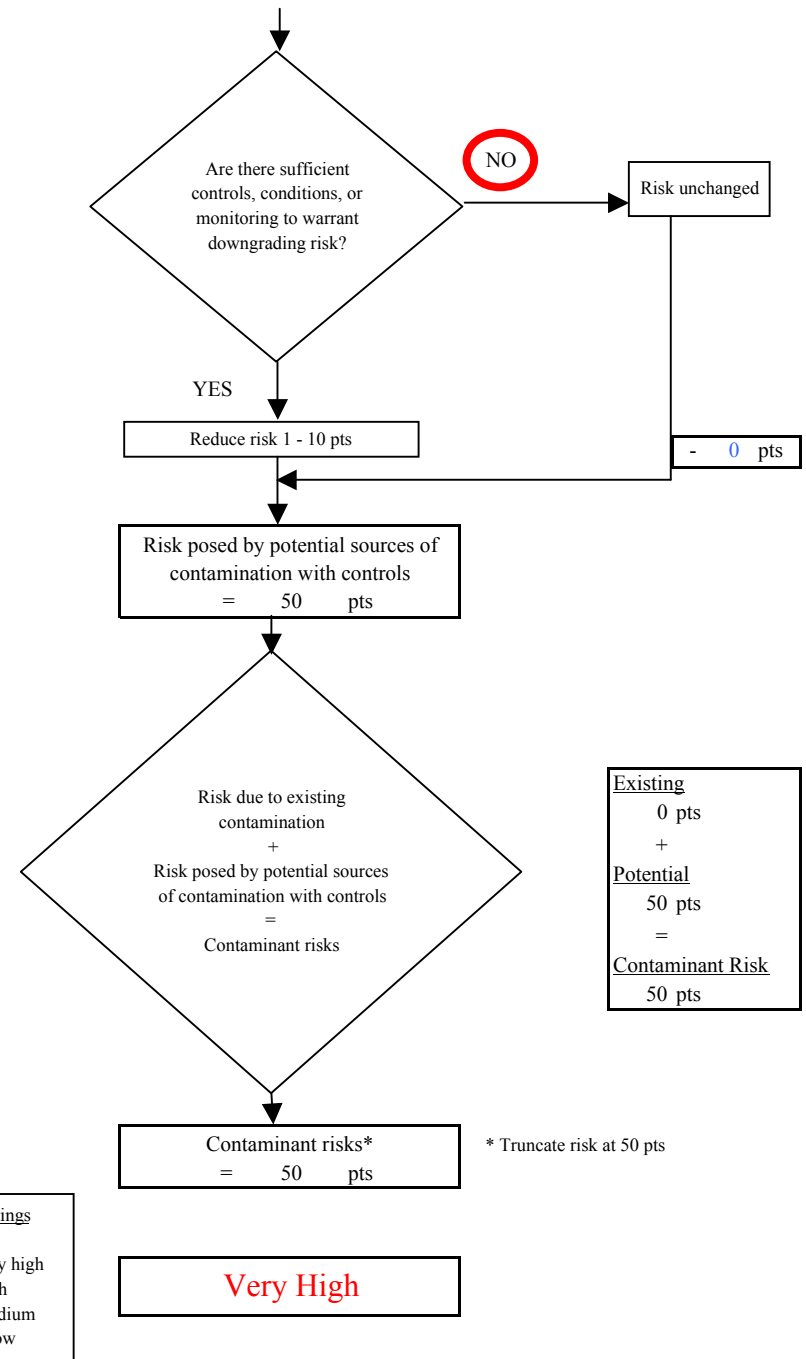 Are there sufficient
controls, conditions, or
monitoring to warrant
downgrading risk?
NO
Risk unchanged
YES
Reduce risk 1 - 10 pts
- 0 pts
Risk posed by potential sources of
contamination with controls
= 50 pts
Risk due to existing
contamination
+
Risk posed by potential sources
of contamination with controls
=
Contaminant risks
Existing
0 pts
+
Potential
50 pts
=
Contaminant Risk
50 pts
Contaminant risks*
= 50 pts
* Truncate risk at 50 pts
high
Very High